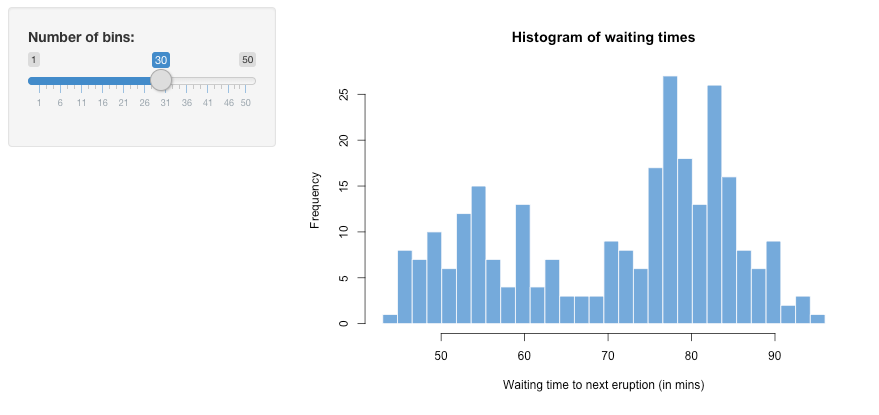 Number of bins:
1 30 50
1 6 11 16 21 26 31 36 41 46 50
Histogram of waiting times
Frequency
25
20
15
10
5
0
50 60 70 80 90
Waiting time to next eruption (in mins)